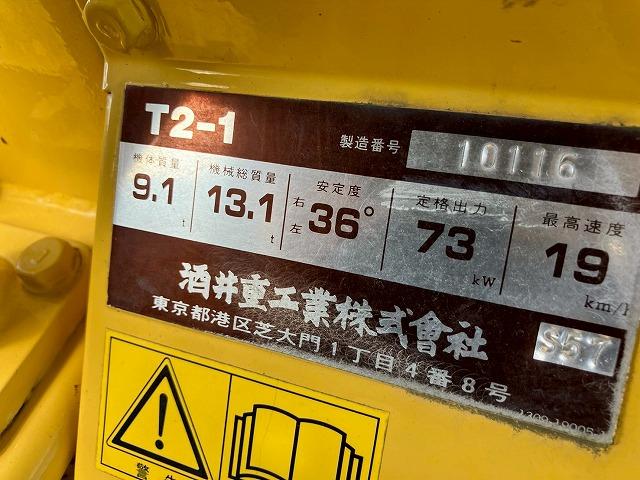 T2-1
製造番号 10116
機体質量 機械総質量 安定度 定格出力 最高速度
9.1 t 13.1 t 右左 36° 73 kW 19 km/h
酒井重工業株式會社
東京都港区芝大門1丁目4番8号
S57
警